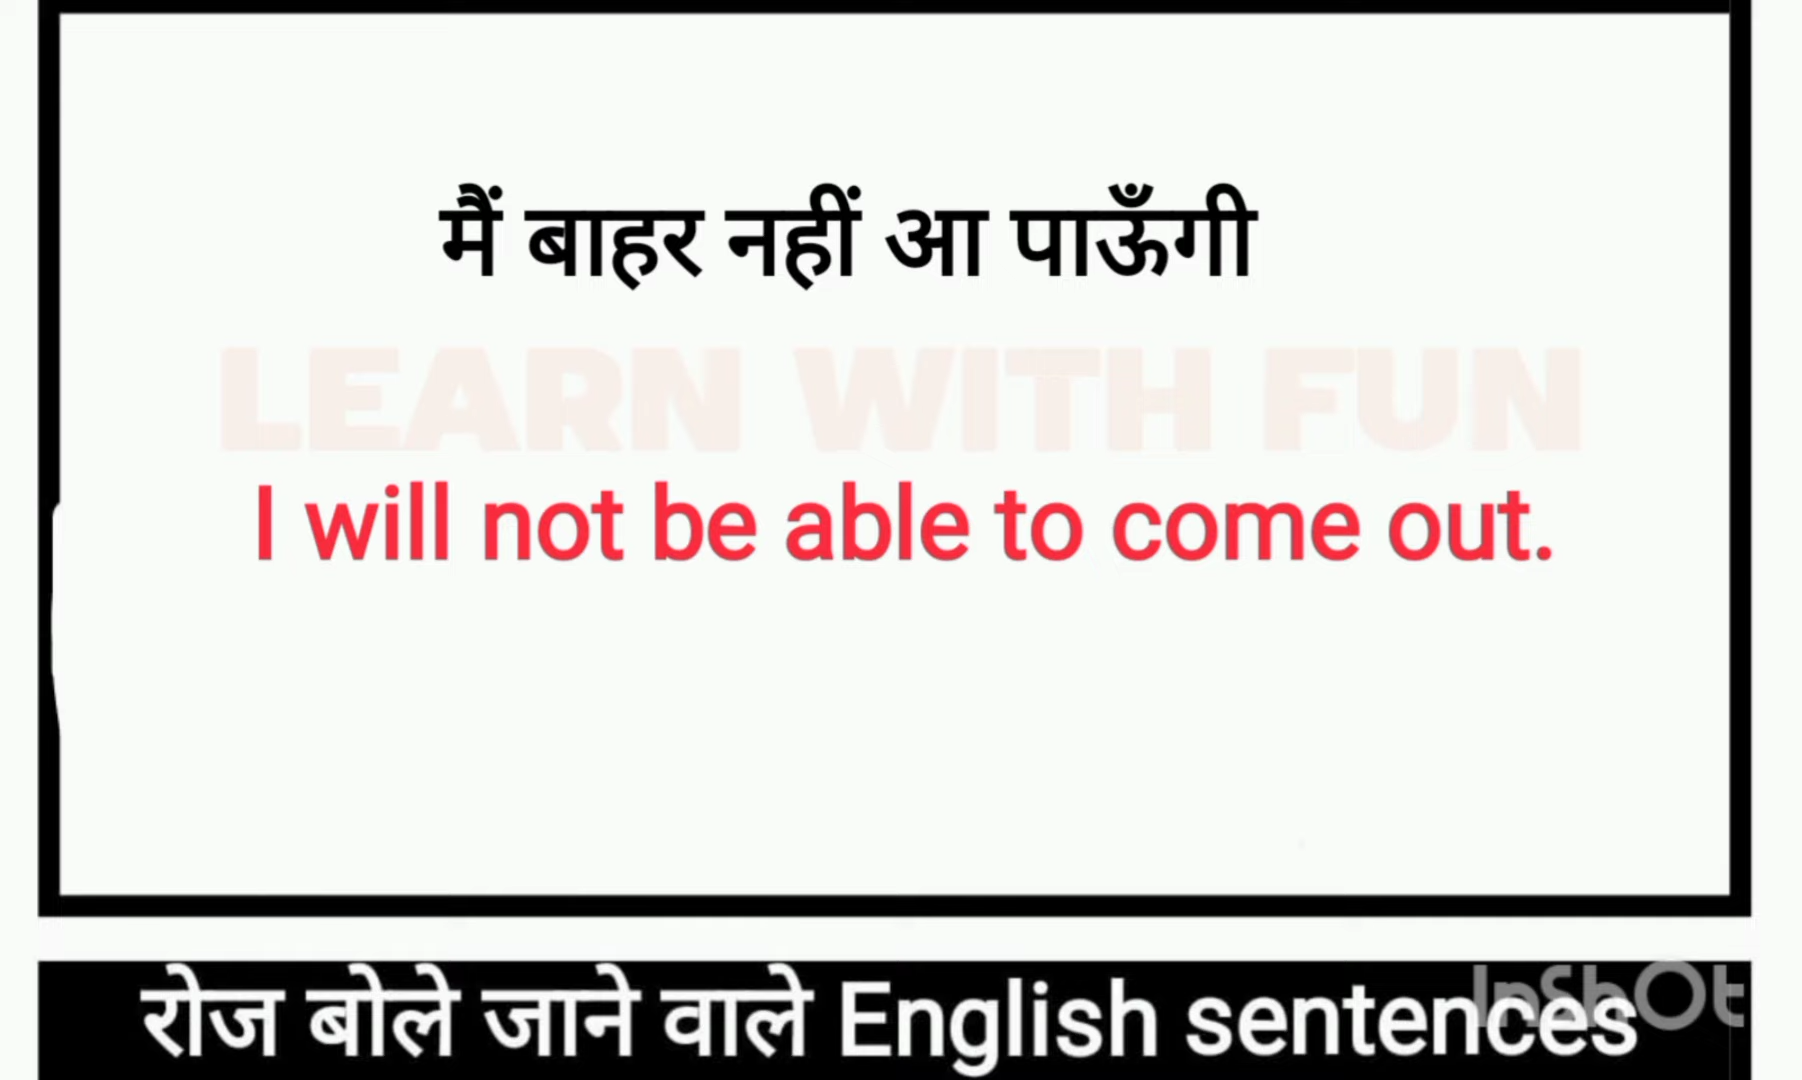 मैं बाहर नहीं आ पाऊँगी
LEARN WITH FUN
I will not be able to come out.
रोज बोले जाने वाले English sentences
InShOt